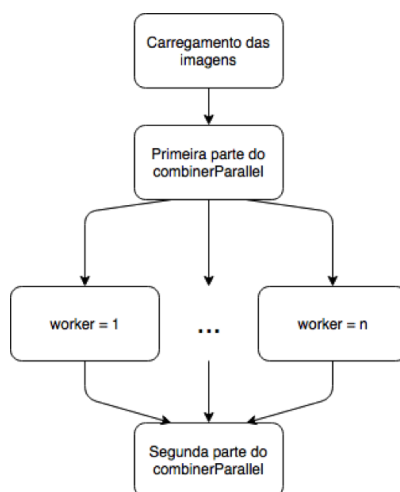 Carregamento das
imagens
Primeira parte do
combinerParallel
worker = 1
...
worker = n
Segunda parte do
combinerParallel